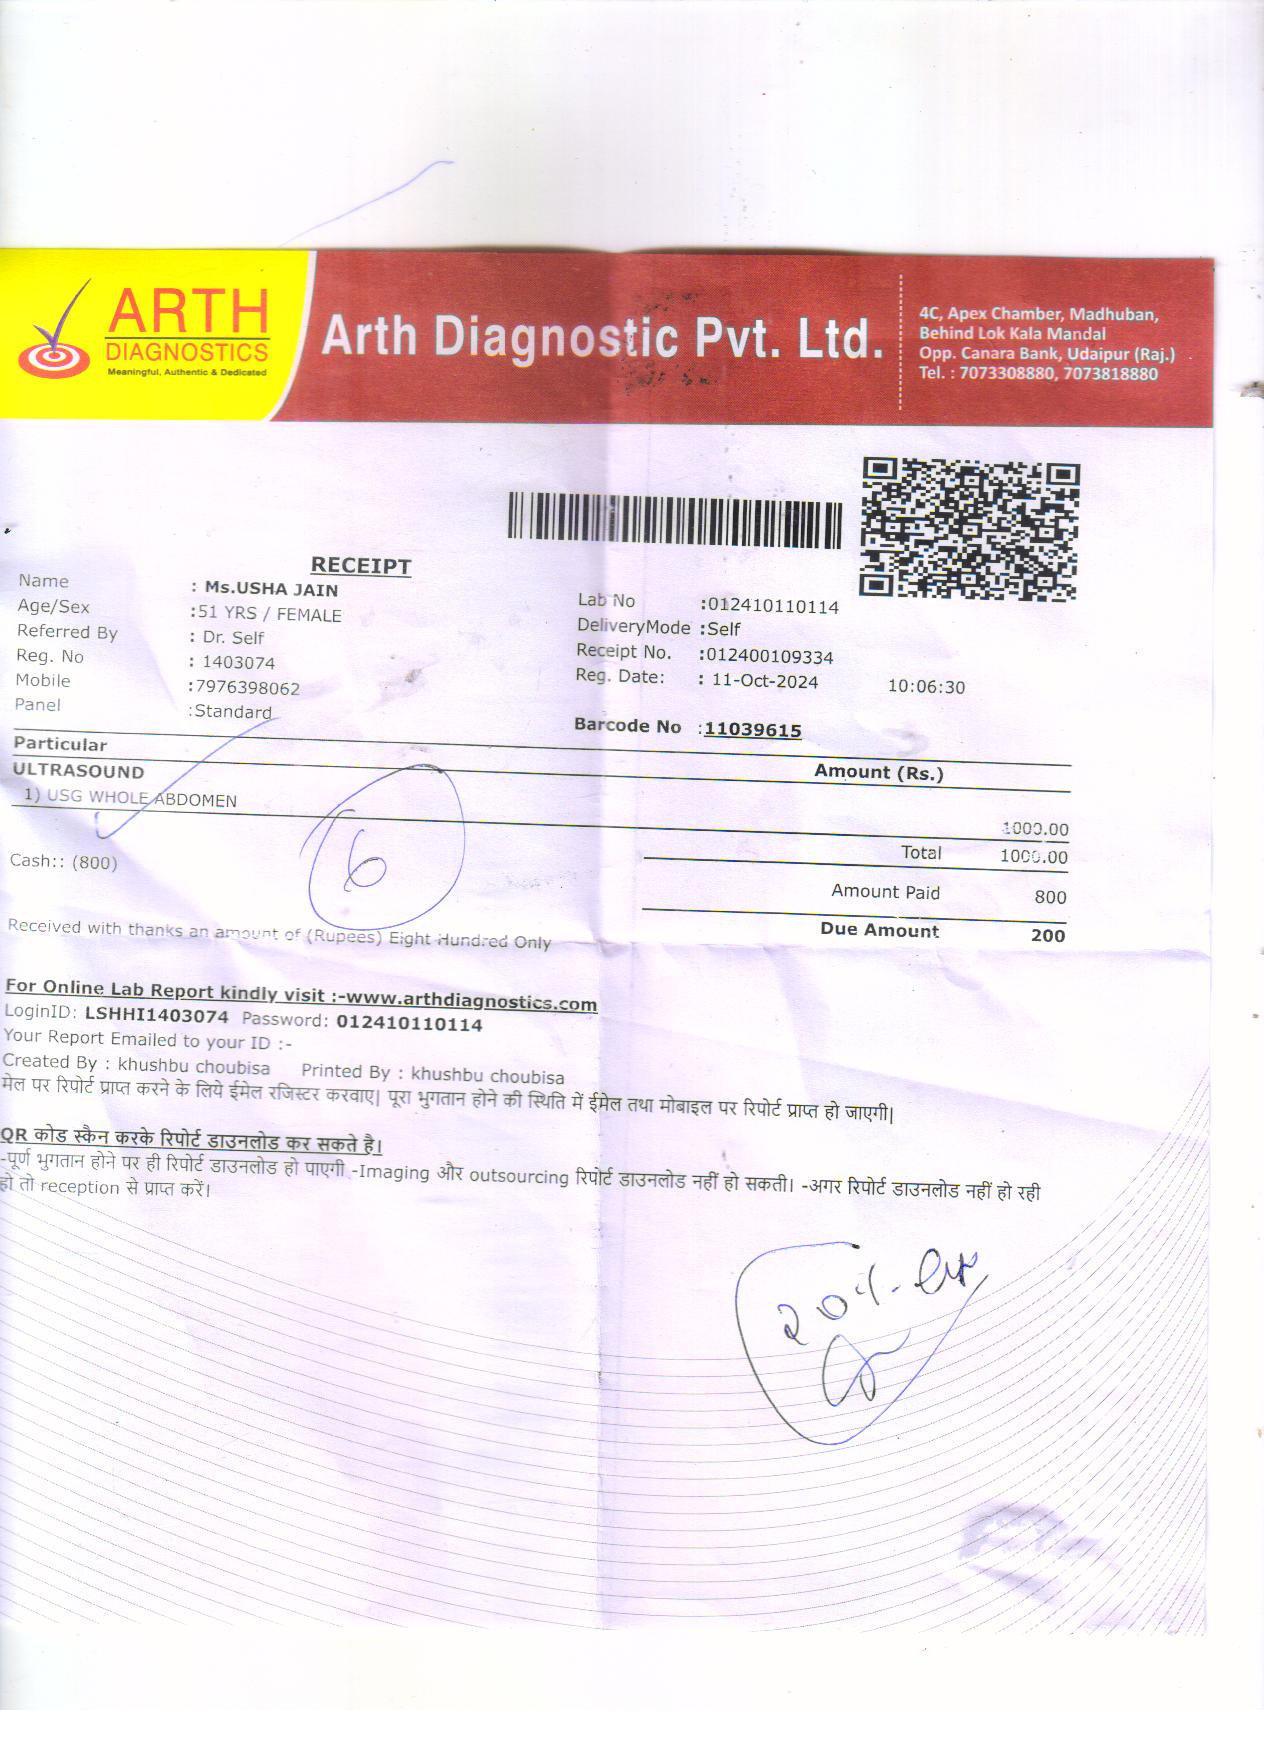 ARTH
DIAGNOSTICS
Meaningful, Authentic & Dedicated
Arth Diagnostic Pvt. Ltd.
4C, Apex Chamber, Madhuban,
Behind Lok Kala Mandal
Opp. Canara Bank, Udaipur (Raj.)
Tel. : 7073308880, 7073818880
RECEIPT
Name : Ms.USHA JAIN
Age/Sex :51 YRS / FEMALE
Referred By : Dr. Self
Reg. No : 1403074
Mobile :7976398062
Panel :Standard
Lab No :012410110114
DeliveryMode :Self
Receipt No. :012400109334
Reg. Date: : 11-Oct-2024 10:06:30
Barcode No :11039615
Particular Amount (Rs.)
ULTRASOUND
1) USG WHOLE ABDOMEN 1000.00
Total 1000.00
Cash:: (800)
6
Amount Paid 800
Due Amount 200
Received with thanks an amount of (Rupees) Eight Hundred Only
For Online Lab Report kindly visit :-www.arthdiagnostics.com
LoginID: LSHHI1403074 Password: 012410110114
Your Report Emailed to your ID :-
Created By : khushbu choubisa Printed By : khushbu choubisa
मेल पर रिपोर्ट प्राप्त करने के लिये ईमेल रजिस्टर करवाए। पूरा भुगतान होने की स्थिति में ईमेल तथा मोबाइल पर रिपोर्ट प्राप्त हो जाएगी।
QR कोड स्कैन करके रिपोर्ट डाउनलोड कर सकते है।
-पूर्ण भुगतान होने पर ही रिपोर्ट डाउनलोड हो पाएगी -Imaging और outsourcing रिपोर्ट डाउनलोड नहीं हो सकती। -अगर रिपोर्ट डाउनलोड नहीं हो रही
हो तो reception से प्राप्त करें।
20%.